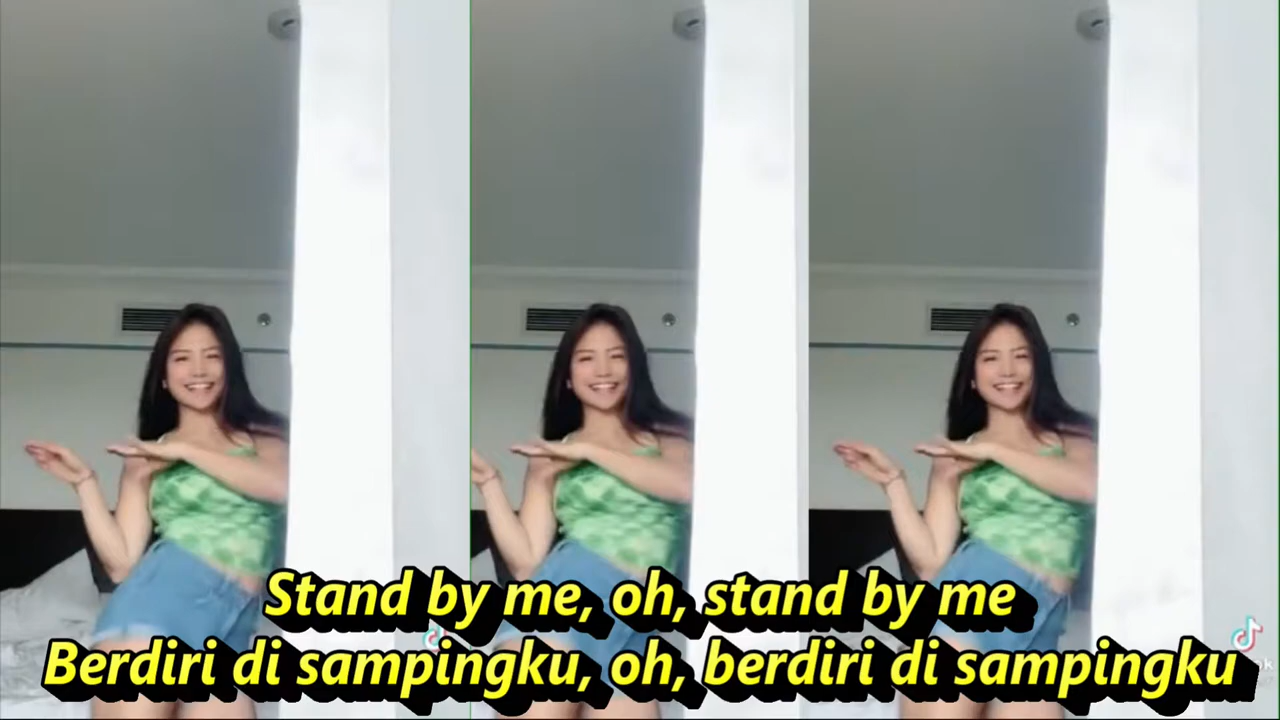 Stand by me, oh, stand by me
Berdiri di sampingku, oh, berdiri di sampingku